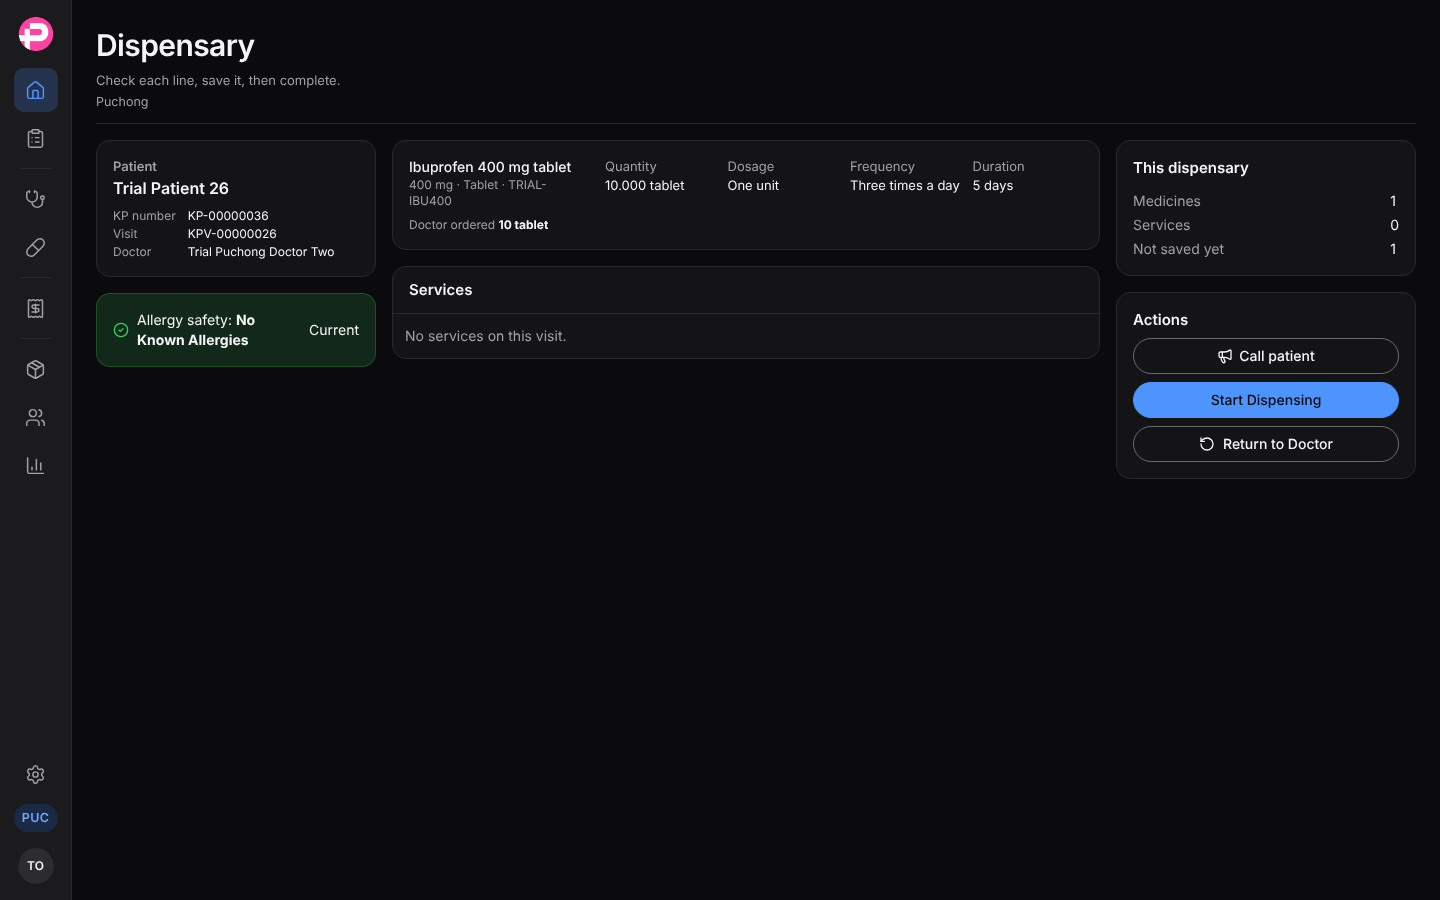 Dispensary
Check each line, save it, then complete.
Puchong
Patient
Trial Patient 26
KP number KP-00000036
Visit KPV-00000026
Doctor Trial Puchong Doctor Two
Allergy safety: No
Known Allergies
Current
Ibuprofen 400 mg tablet
400 mg · Tablet · TRIAL-
IBU400
Doctor ordered 10 tablet
Quantity
10.000 tablet
Dosage
One unit
Frequency
Three times a day
Duration
5 days
Services
No services on this visit.
This dispensary
Medicines 1
Services 0
Not saved yet 1
Actions
Call patient
Start Dispensing
Return to Doctor
PUC
TO